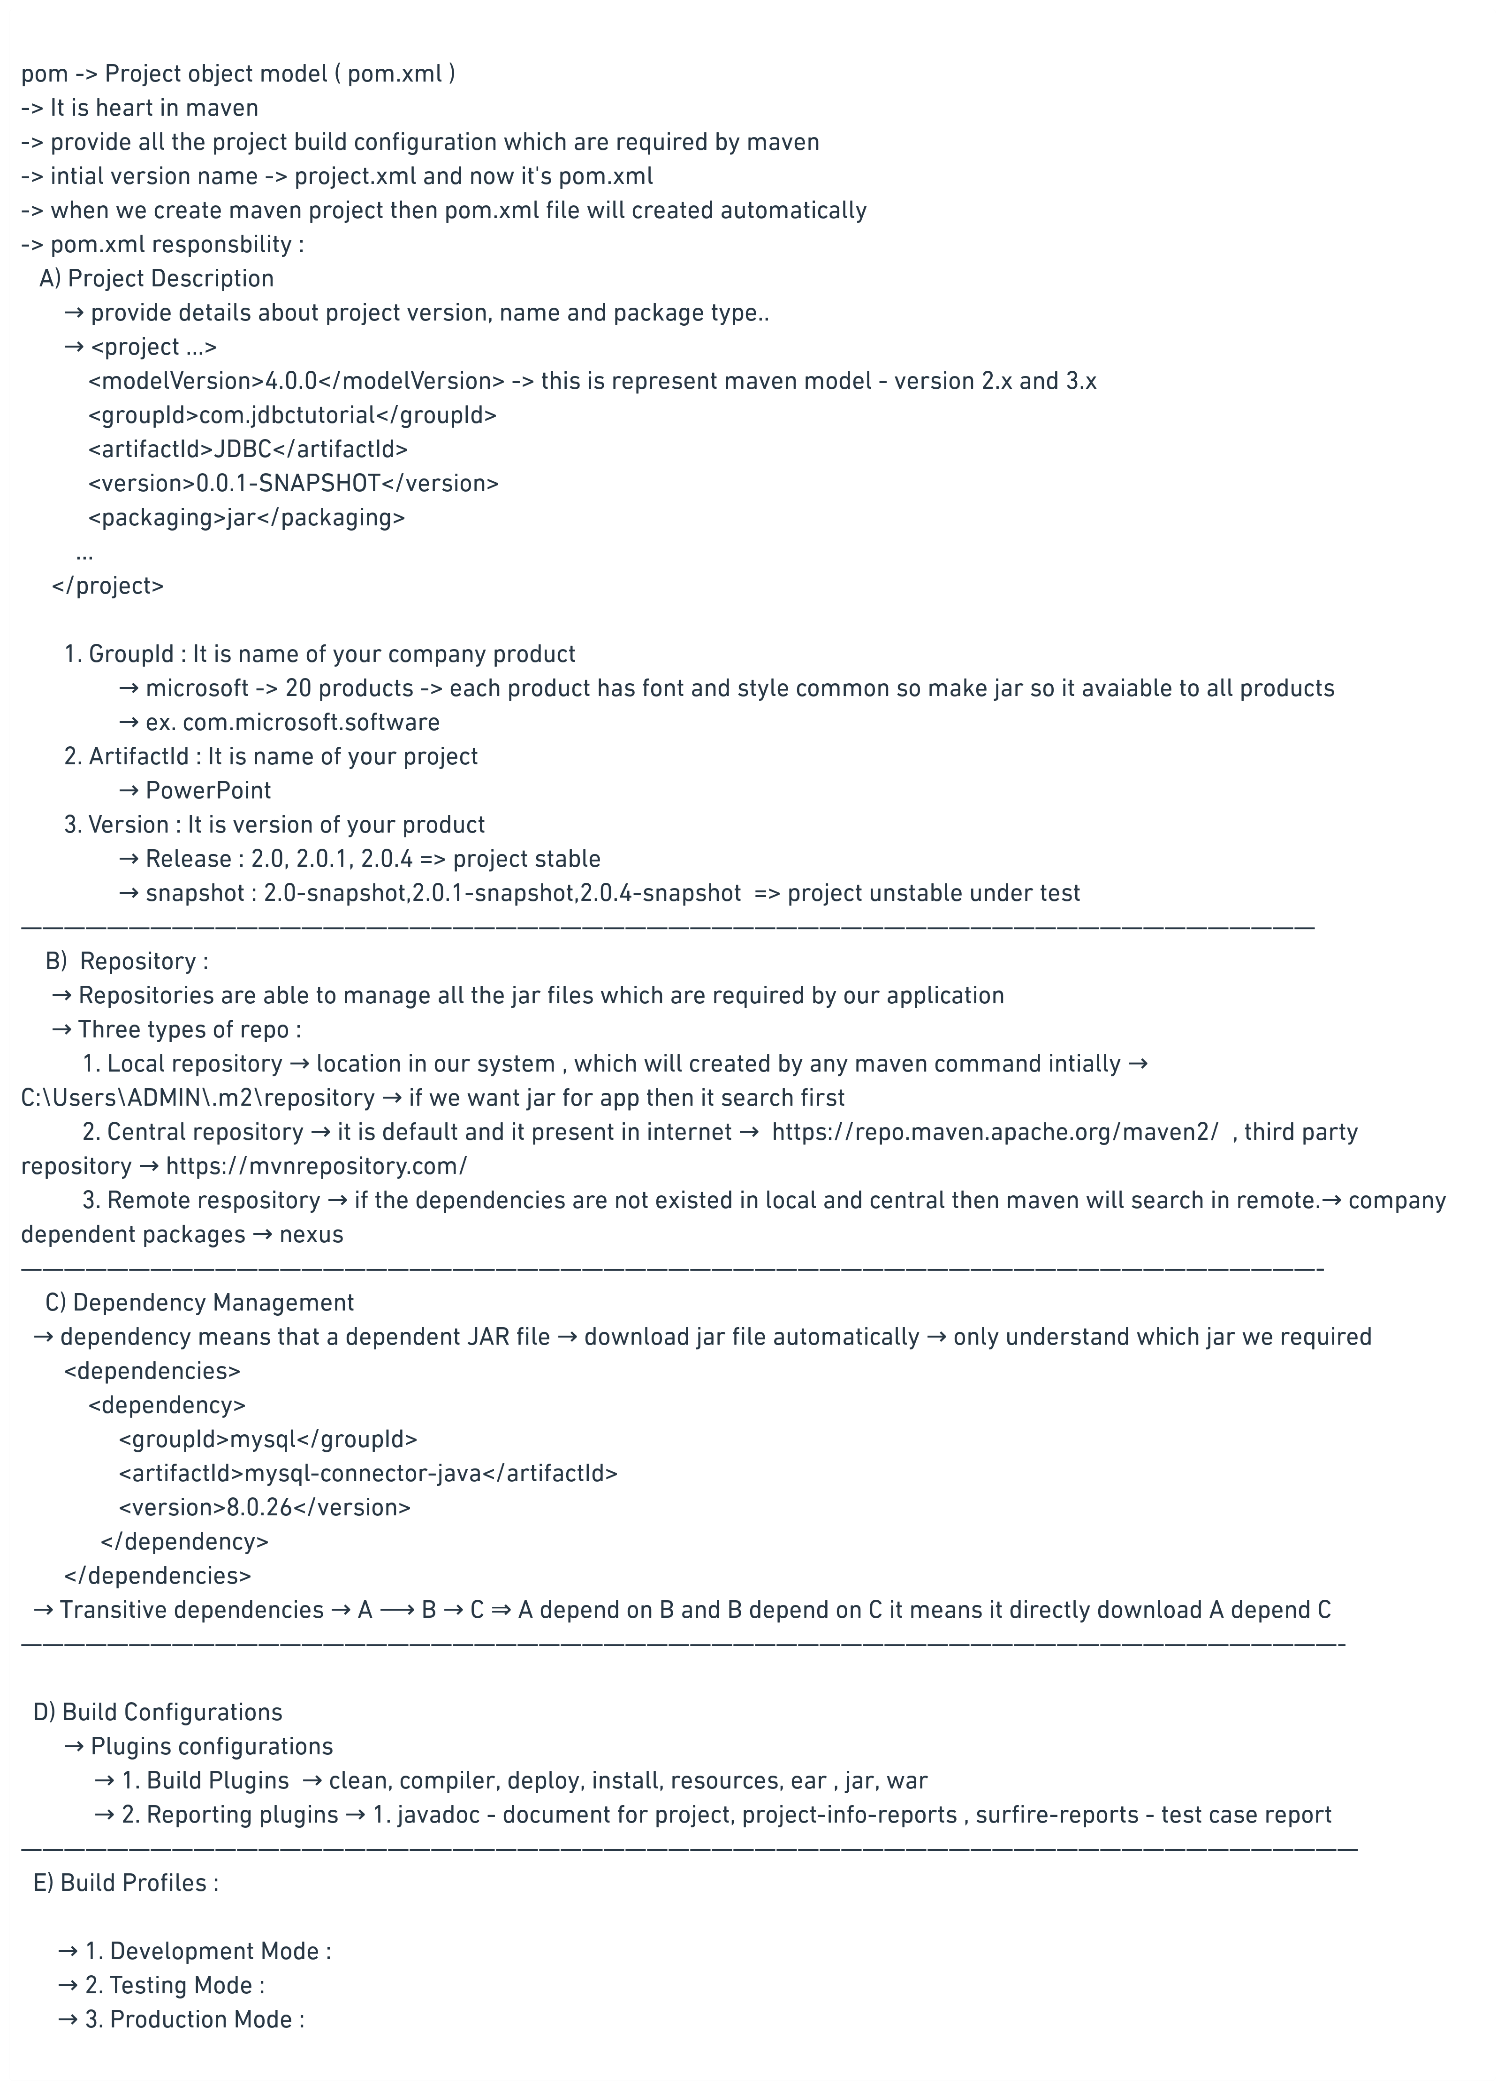 pom -> Project object model ( pom.xml )
-> It is heart in maven
-> provide all the project build configuration which are required by maven
-> intial version name -> project.xml and now it's pom.xml
-> when we create maven project then pom.xml file will created automatically
-> pom.xml responsbility :
A) Project Description
→ provide details about project version, name and package type..
→ <project ...>
<modelVersion>4.0.0</modelVersion> -> this is represent maven model - version 2.x and 3.x
<groupId>com.jdbctutorial</groupId>
<artifactId>JDBC</artifactId>
<version>0.0.1-SNAPSHOT</version>
<packaging>jar</packaging>
...
</project>
1. GroupId : It is name of your company product
→ microsoft -> 20 products -> each product has font and style common so make jar so it avaiable to all products
→ ex. com.microsoft.software
2. ArtifactId : It is name of your project
→ PowerPoint
3. Version : It is version of your product
→ Release : 2.0, 2.0.1, 2.0.4 => project stable
→ snapshot : 2.0-snapshot,2.0.1-snapshot,2.0.4-snapshot  => project unstable under test
————————————————————————————————————————————————————————————
B)  Repository :
→ Repositories are able to manage all the jar files which are required by our application
→ Three types of repo :
1. Local repository → location in our system , which will created by any maven command intially →
C:\Users\ADMIN\.m2\repository → if we want jar for app then it search first
2. Central repository → it is default and it present in internet →  https://repo.maven.apache.org/maven2/  , third party
repository → https://mvnrepository.com/
3. Remote respository → if the dependencies are not existed in local and central then maven will search in remote.→ company
dependent packages → nexus
————————————————————————————————————————————————————————————-
C) Dependency Management
→ dependency means that a dependent JAR file → download jar file automatically → only understand which jar we required
<dependencies>
<dependency>
<groupId>mysql</groupId>
<artifactId>mysql-connector-java</artifactId>
<version>8.0.26</version>
</dependency>
</dependencies>
→ Transitive dependencies → A ⟶ B → C ⇒ A depend on B and B depend on C it means it directly download A depend C
—————————————————————————————————————————————————————————————-
D) Build Configurations
→ Plugins configurations
→ 1. Build Plugins  → clean, compiler, deploy, install, resources, ear , jar, war
→ 2. Reporting plugins → 1. javadoc - document for project, project-info-reports , surfire-reports - test case report
——————————————————————————————————————————————————————————————
E) Build Profiles :
→ 1. Development Mode :
→ 2. Testing Mode :
→ 3. Production Mode :